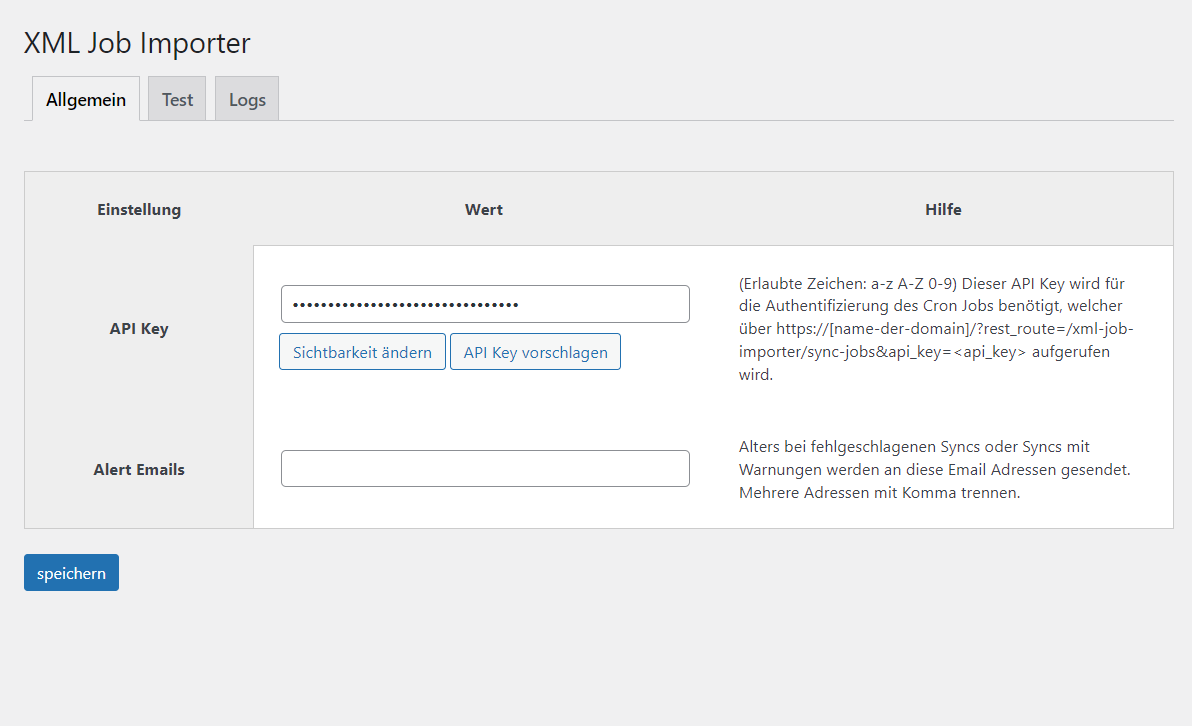 XML Job Importer
Allgemein Test Logs
Einstellung Wert Hilfe
API Key
••••••••••••••••••••••••••••••••
Sichtbarkeit ändern API Key vorschlagen
(Erlaubte Zeichen: a-z A-Z 0-9) Dieser API Key wird für
die Authentifizierung des Cron Jobs benötigt, welcher
über https://[name-der-domain]/?rest_route=/xml-job-
importer/sync-jobs&api_key=<api_key> aufgerufen
wird.
Alert Emails
Alters bei fehlgeschlagenen Syncs oder Syncs mit
Warnungen werden an diese Email Adressen gesendet.
Mehrere Adressen mit Komma trennen.
speichern